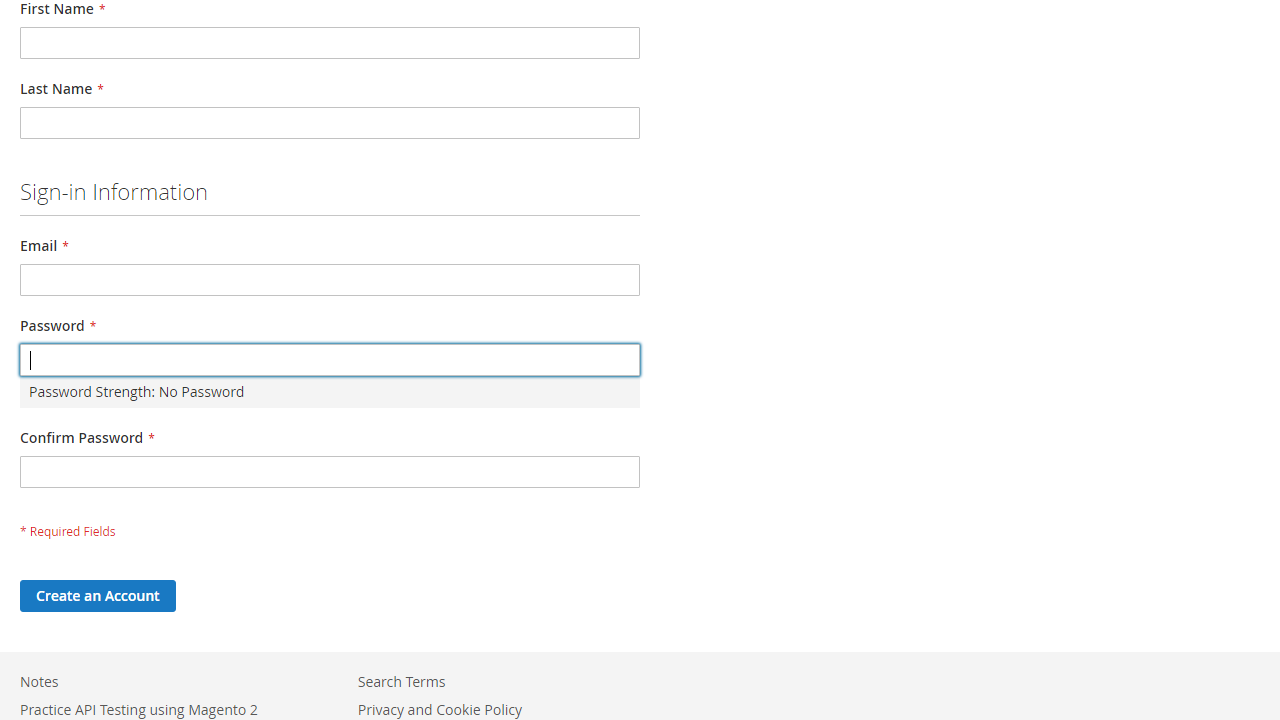 First Name *
Last Name *
Sign-in Information
Email *
Password *
Password Strength: No Password
Confirm Password *
* Required Fields
Create an Account
Notes
Search Terms
Practice API Testing using Magento 2
Privacy and Cookie Policy